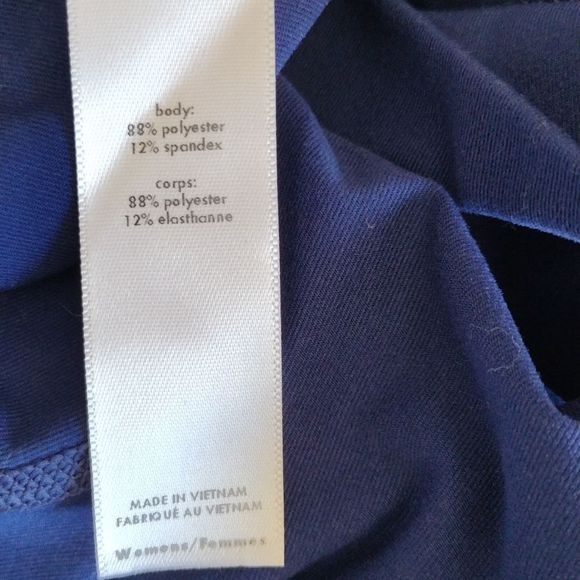 body:
88% polyester
12% spandex
corps:
88% polyester
12% elasthanne
MADE IN VIETNAM
FABRIQUÉ AU VIETNAM
Womens/Femmes